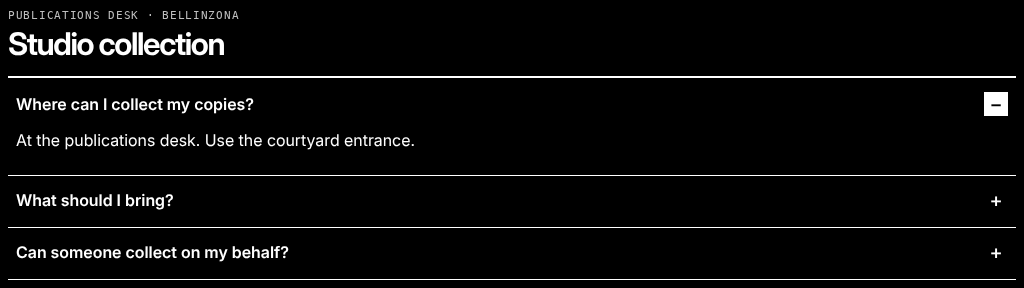 PUBLICATIONS DESK · BELLINZONA
Studio collection
Where can I collect my copies? −
At the publications desk. Use the courtyard entrance.
What should I bring? +
Can someone collect on my behalf? +